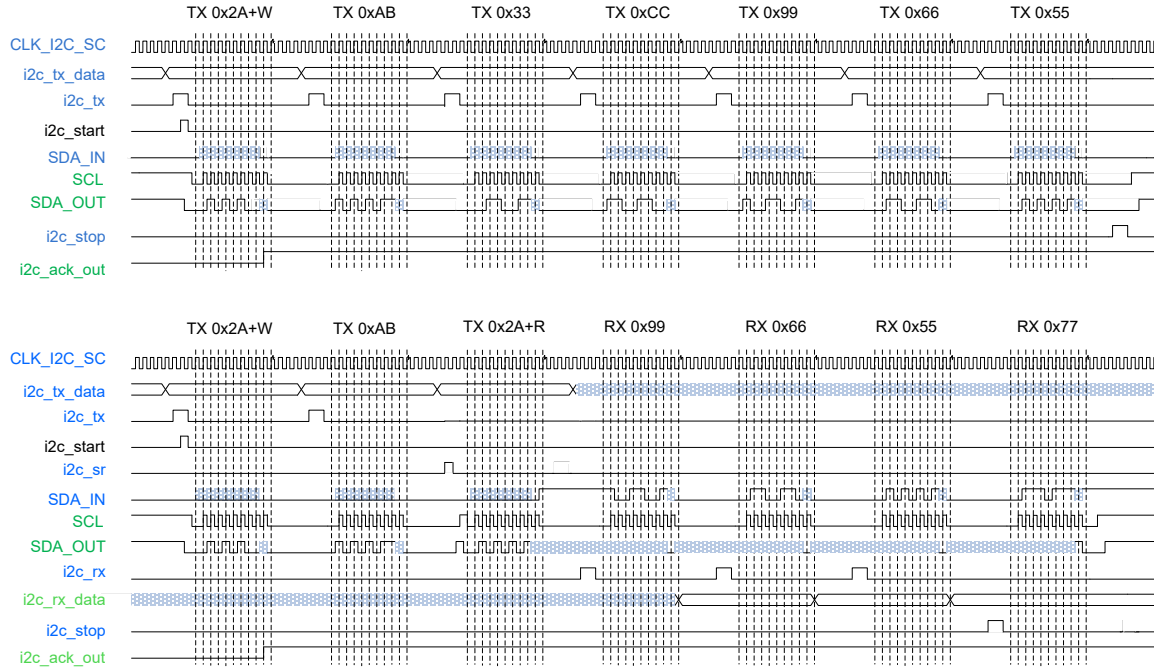 TX 0x2A+W TX 0xAB TX 0x33 TX 0xCC TX 0x99 TX 0x66 TX 0x55
CLK_I2C_SC
i2c_tx_data
i2c_tx
i2c_start
SDA_IN
SCL
SDA_OUT
i2c_stop
i2c_ack_out
TX 0x2A+W TX 0xAB TX 0x2A+R RX 0x99 RX 0x66 RX 0x55 RX 0x77
CLK_I2C_SC
i2c_tx_data
i2c_tx
i2c_start
i2c_sr
SDA_IN
SCL
SDA_OUT
i2c_rx
i2c_rx_data
i2c_stop
i2c_ack_out